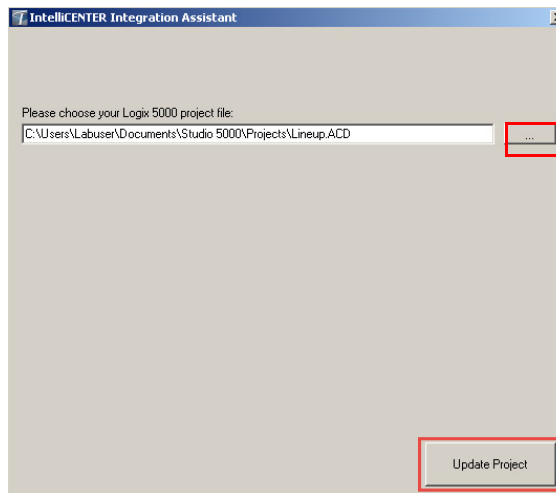 IntelliCENTER Integration Assistant
Please choose your Logix 5000 project file:
C:\Users\Labuser\Documents\Studio 5000\Projects\Lineup.ACD
...
Update Project